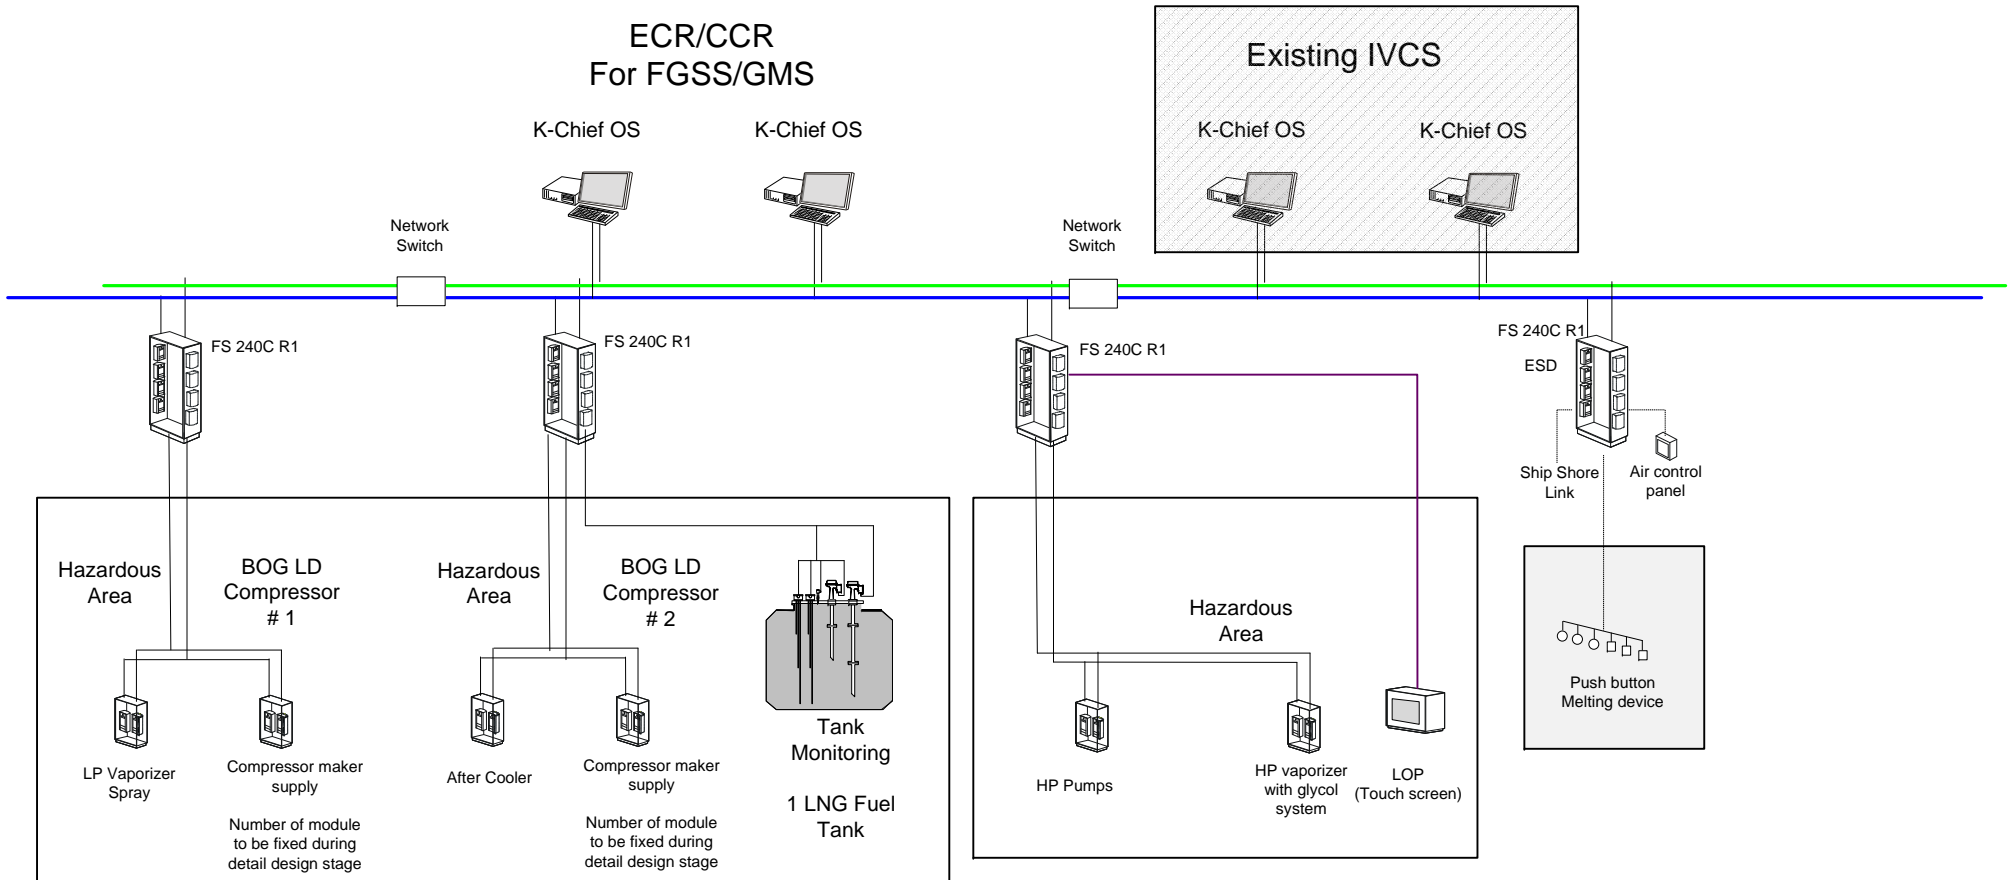 ECR/CCR
For FGSS/GMS
Existing IVCS
K-Chief OS
K-Chief OS
K-Chief OS
K-Chief OS
Network
Switch
Network
Switch
FS 240C R1
FS 240C R1
FS 240C R1
FS 240C R1
ESD
Ship Shore
Link
Air control
panel
Hazardous
Area
BOG LD
Compressor
# 1
Hazardous
Area
BOG LD
Compressor
# 2
Hazardous
Area
Push button
Melting device
LP Vaporizer
Spray
Compressor maker
supply
Number of module
to be fixed during
detail design stage
After Cooler
Compressor maker
supply
Number of module
to be fixed during
detail design stage
Tank
Monitoring
1 LNG Fuel
Tank
HP Pumps
HP vaporizer
with glycol
system
LOP
(Touch screen)